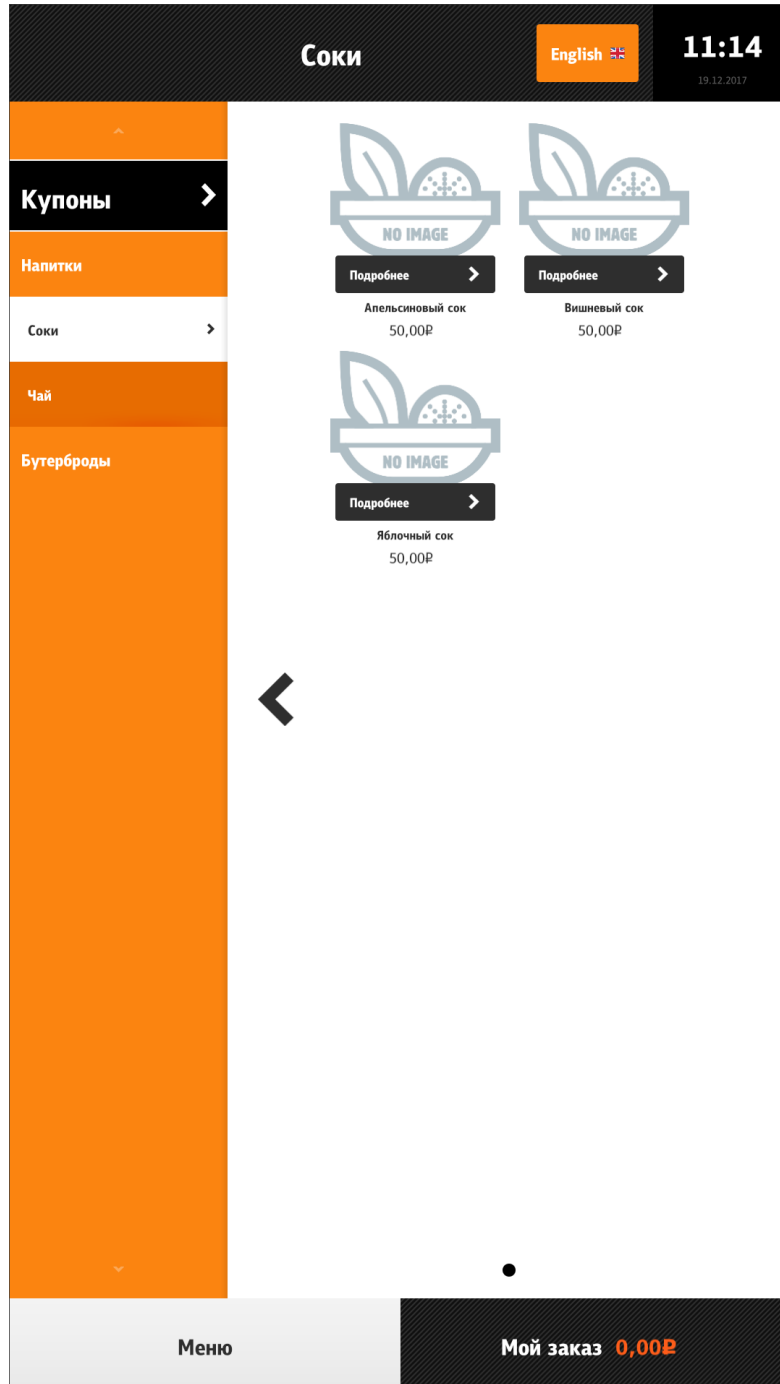 Соки
English
11:14
19.12.2017
Купоны
Напитки
Соки
Чай
Бутерброды
NO IMAGE
NO IMAGE
Подробнее
Подробнее
Апельсиновый сок
Вишневый сок
50,00₽
50,00₽
NO IMAGE
Подробнее
Яблочный сок
50,00₽
Меню
Мой заказ 0,00₽